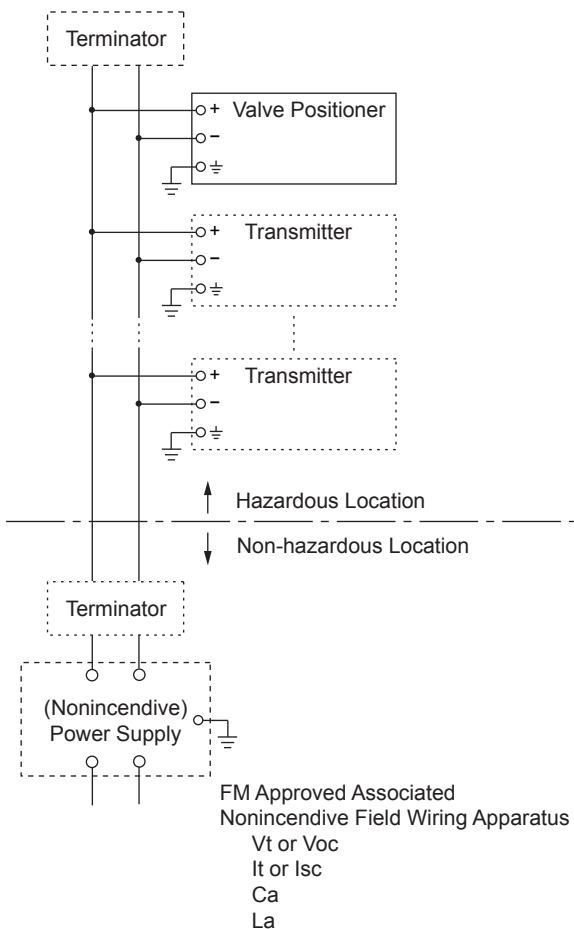 Terminator
+ Valve Positioner
−
+ Transmitter
−
+ Transmitter
−
Hazardous Location
Non-hazardous Location
Terminator
(Nonincendive)
Power Supply
FM Approved Associated
Nonincendive Field Wiring Apparatus
Vt or Voc
It or Isc
Ca
La